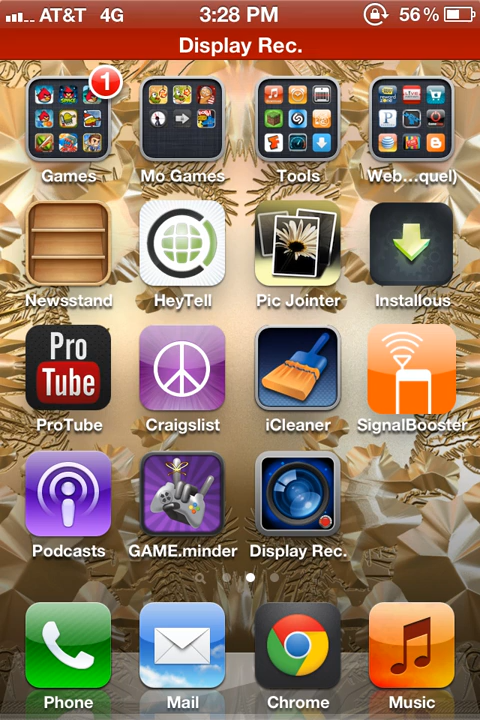 AT&T 4G 3:28 PM 56%
Display Rec.
1
Games Mo Games Tools Web...quel)
Newsstand HeyTell Pic Jointer Installous
Pro
Tube
ProTube Craigslist iCleaner SignalBooster
Podcasts GAME.minder Display Rec.
Phone Mail Chrome Music